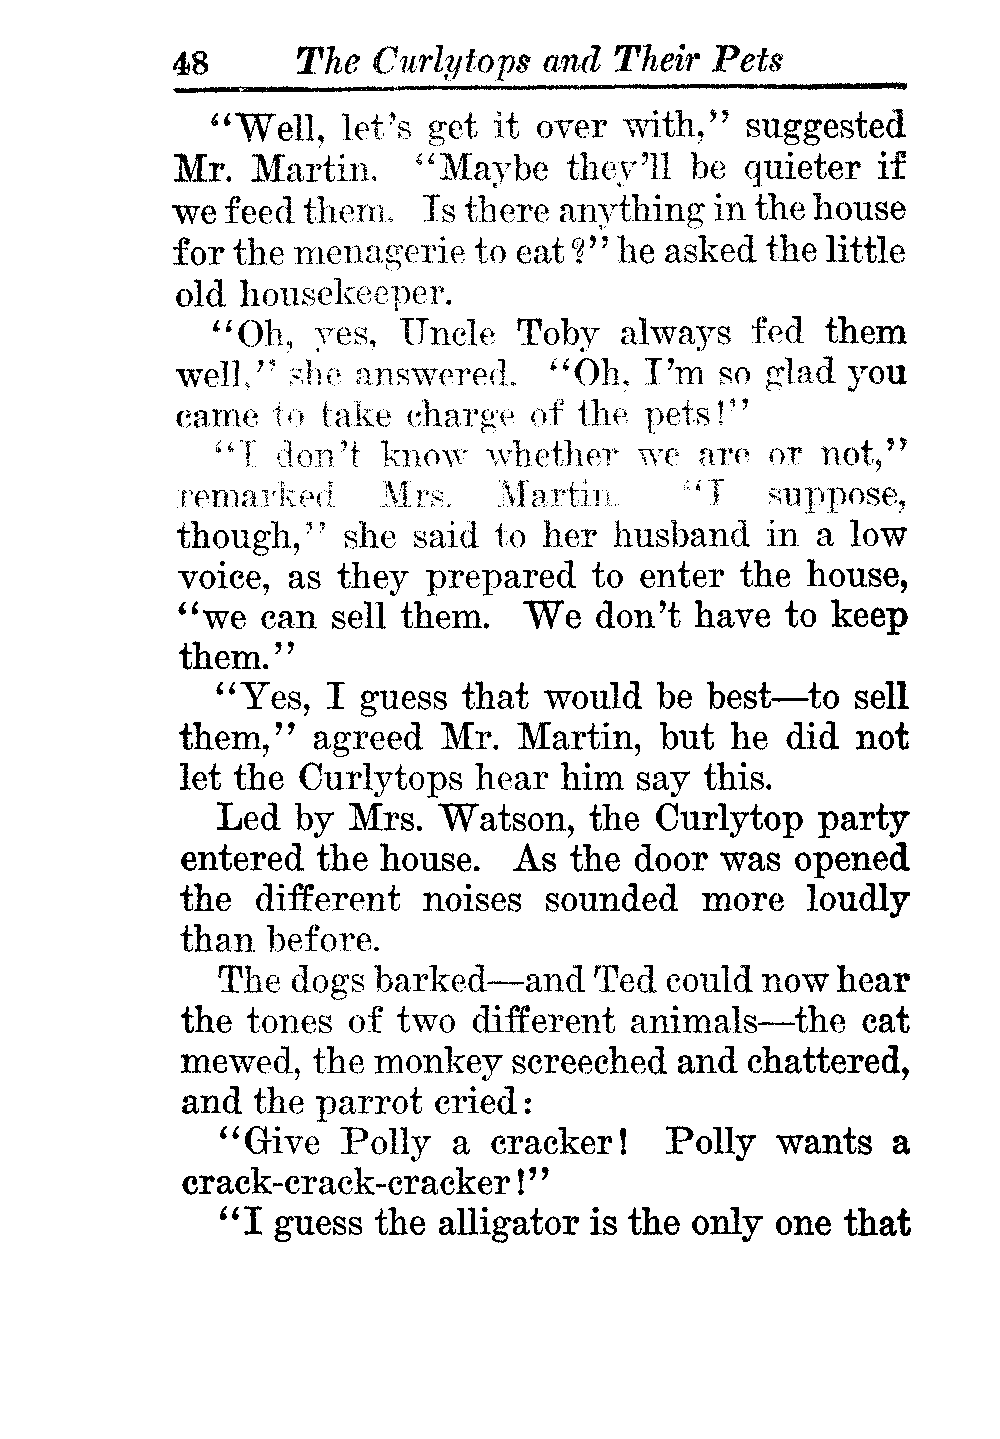 48 The Curlytops and Their Pets
“Well, let’s get it over with,” suggested
Mr. Martin. “Maybe they’ll be quieter if
we feed them. Is there anything in the house
for the menagerie to eat?” he asked the little
old housekeeper.
“Oh, yes, Uncle Toby always fed them
well,” she answered. “Oh, I’m so glad you
came to take charge of the pets!”
“I don’t know whether we are or not,”
remarked Mrs. Martin. “I suppose,
though,” she said to her husband in a low
voice, as they prepared to enter the house,
“we can sell them. We don’t have to keep
them.”
“Yes, I guess that would be best—to sell
them,” agreed Mr. Martin, but he did not
let the Curlytops hear him say this.
Led by Mrs. Watson, the Curlytop party
entered the house. As the door was opened
the different noises sounded more loudly
than before.
The dogs barked—and Ted could now hear
the tones of two different animals—the cat
mewed, the monkey screeched and chattered,
and the parrot cried:
“Give Polly a cracker! Polly wants a
crack-crack-cracker!”
“I guess the alligator is the only one that